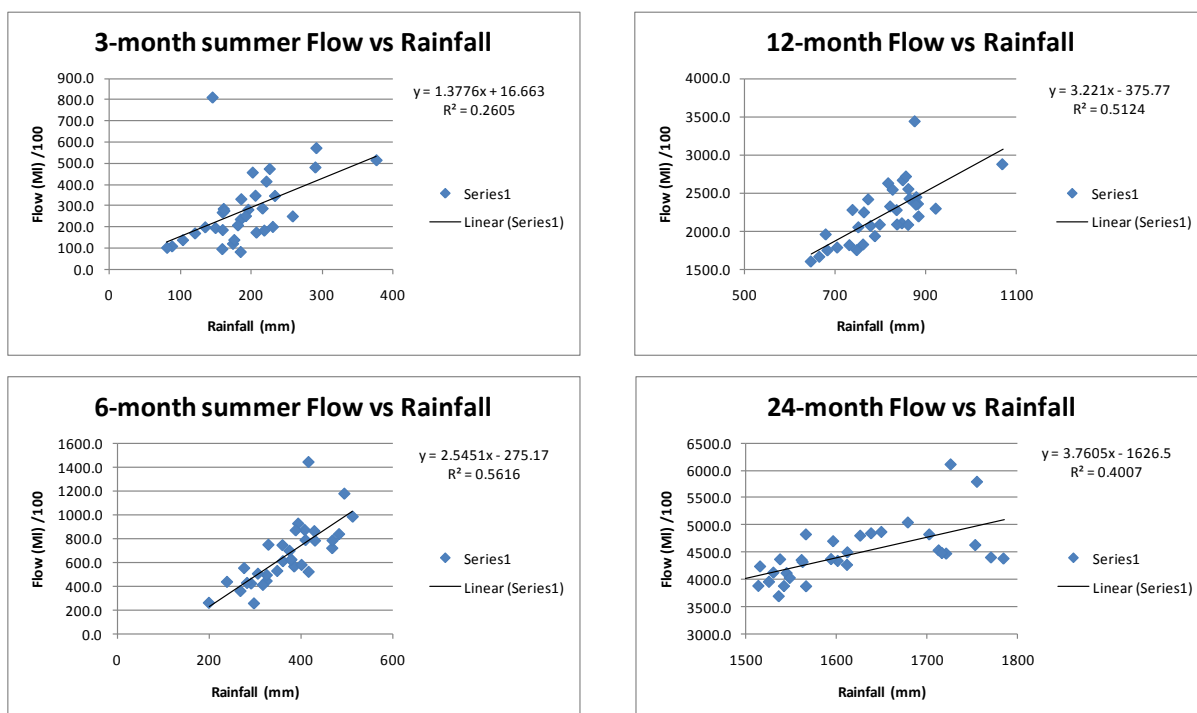 3-month summer Flow vs Rainfall
Flow (Ml) /100
900.0
800.0
700.0
600.0
500.0
400.0
300.0
200.0
100.0
0.0
0 100 200 300 400
Rainfall (mm)
y = 1.3776x + 16.663
R² = 0.2605
Series1
Linear (Series1)
12-month Flow vs Rainfall
Flow (Ml) /100
4000.0
3500.0
3000.0
2500.0
2000.0
1500.0
500 700 900 1100
Rainfall (mm)
y = 3.221x - 375.77
R² = 0.5124
Series1
Linear (Series1)
6-month summer Flow vs Rainfall
Flow (Ml) /100
1600.0
1400.0
1200.0
1000.0
800.0
600.0
400.0
200.0
0.0
0 200 400 600
Rainfall (mm)
y = 2.5451x - 275.17
R² = 0.5616
Series1
Linear (Series1)
24-month Flow vs Rainfall
Flow (Ml) /100
6500.0
6000.0
5500.0
5000.0
4500.0
4000.0
3500.0
3000.0
1500 1600 1700 1800
Rainfall (mm)
y = 3.7605x - 1626.5
R² = 0.4007
Series1
Linear (Series1)